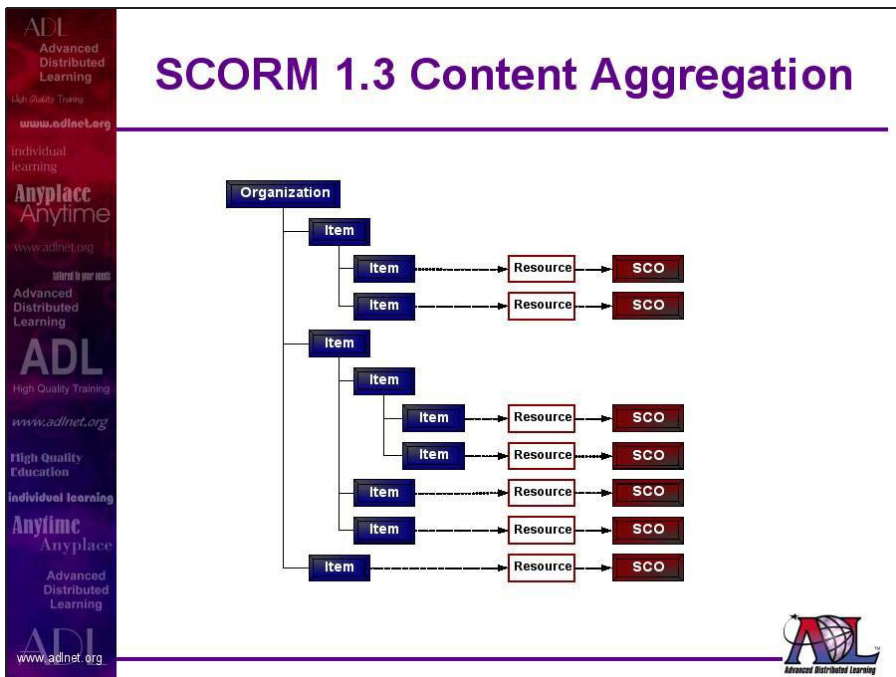 ADL
Advanced
Distributed
Learning
High Quality Training
www.adlnet.org
individual
learning
Anyplace
Anytime
www.adlnet.org
tailored to your needs
Advanced
Distributed
Learning
ADL
High Quality Training
www.adlnet.org
High Quality
Education
individual learning
Anytime
Anyplace
Advanced
Distributed
Learning
ADL
www.adlnet.org
SCORM 1.3 Content Aggregation
Organization
Item
Item Resource SCO
Item Resource SCO
Item
Item
Item Resource SCO
Item Resource SCO
Item Resource SCO
Item Resource SCO
Item Resource SCO
ADL
TM
Advanced Distributed Learning